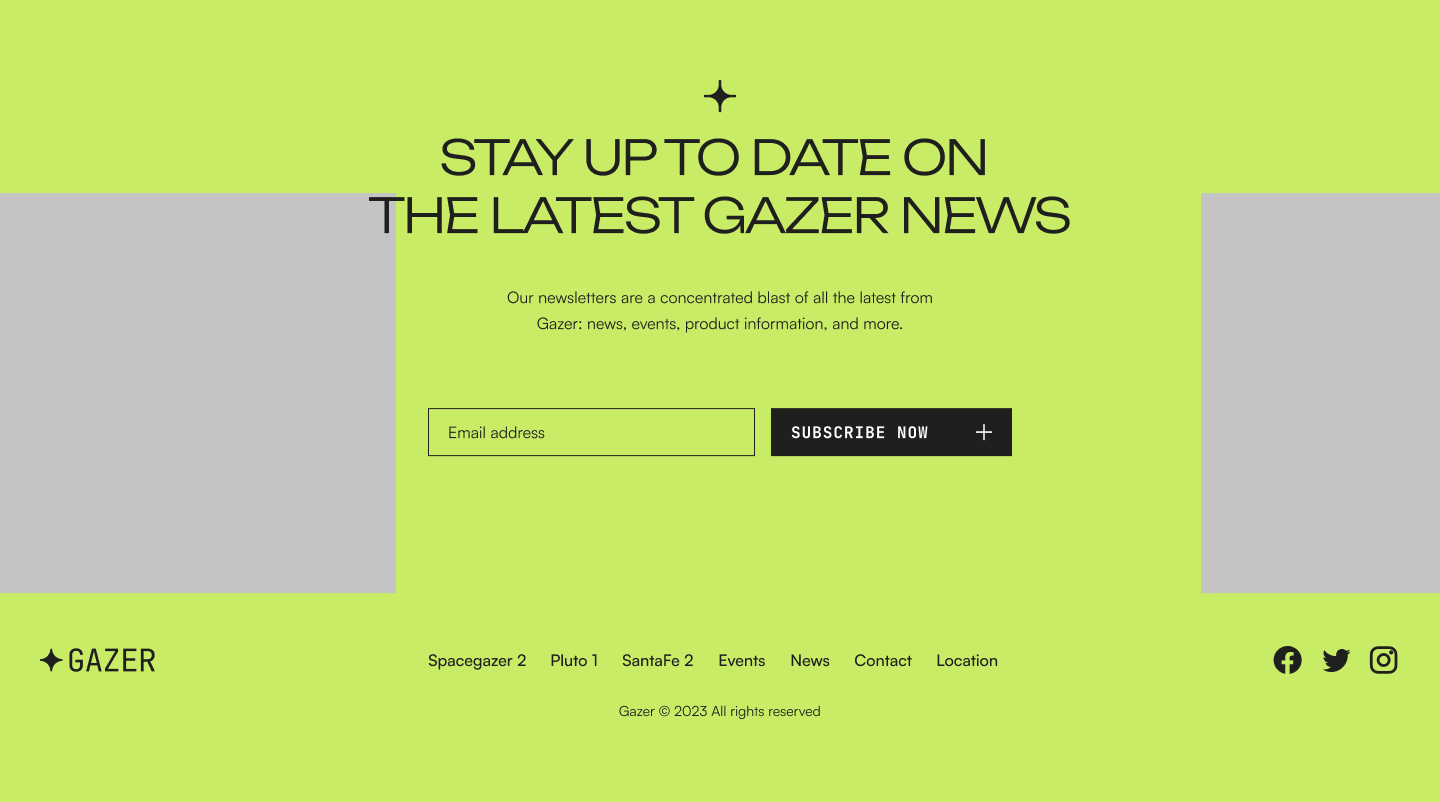 STAY UP TO DATE ON
THE LATEST GAZER NEWS
Our newsletters are a concentrated blast of all the latest from
Gazer: news, events, product information, and more.
Email address
SUBSCRIBE NOW
GAZER
Spacegazer 2 Pluto 1 SantaFe 2 Events News Contact Location
Gazer © 2023 All rights reserved